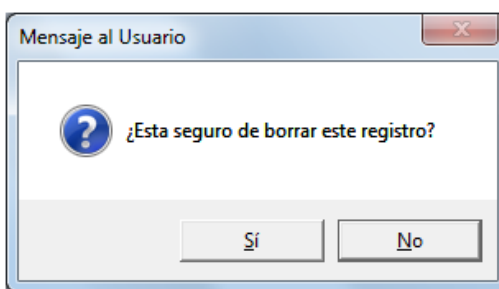 Mensaje al Usuario
¿Esta seguro de borrar este registro?
Sí
No